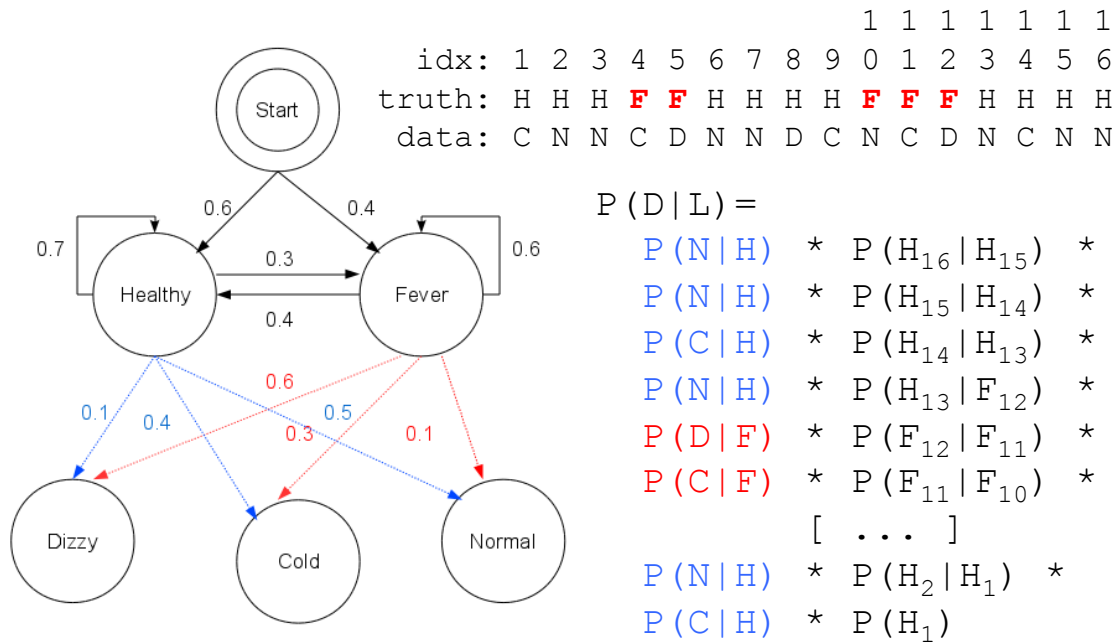 1 1 1 1 1 1 1
idx: 1 2 3 4 5 6 7 8 9 0 1 2 3 4 5 6
truth: H H H F F H H H H F F F H H H H
data: C N N C D N N D C N C D N C N N
Start
0.6
0.4
0.7
0.6
0.3
Healthy
Fever
0.4
0.6
0.1
0.4
0.5
0.3
0.1
Dizzy
Cold
Normal
P(D|L)=
P(N|H) * P(H₁₆|H₁₅) *
P(N|H) * P(H₁₅|H₁₄) *
P(C|H) * P(H₁₄|H₁₃) *
P(N|H) * P(H₁₃|F₁₂) *
P(D|F) * P(F₁₂|F₁₁) *
P(C|F) * P(F₁₁|F₁₀) *
[ ... ]
P(N|H) * P(H₂|H₁) *
P(C|H) * P(H₁)